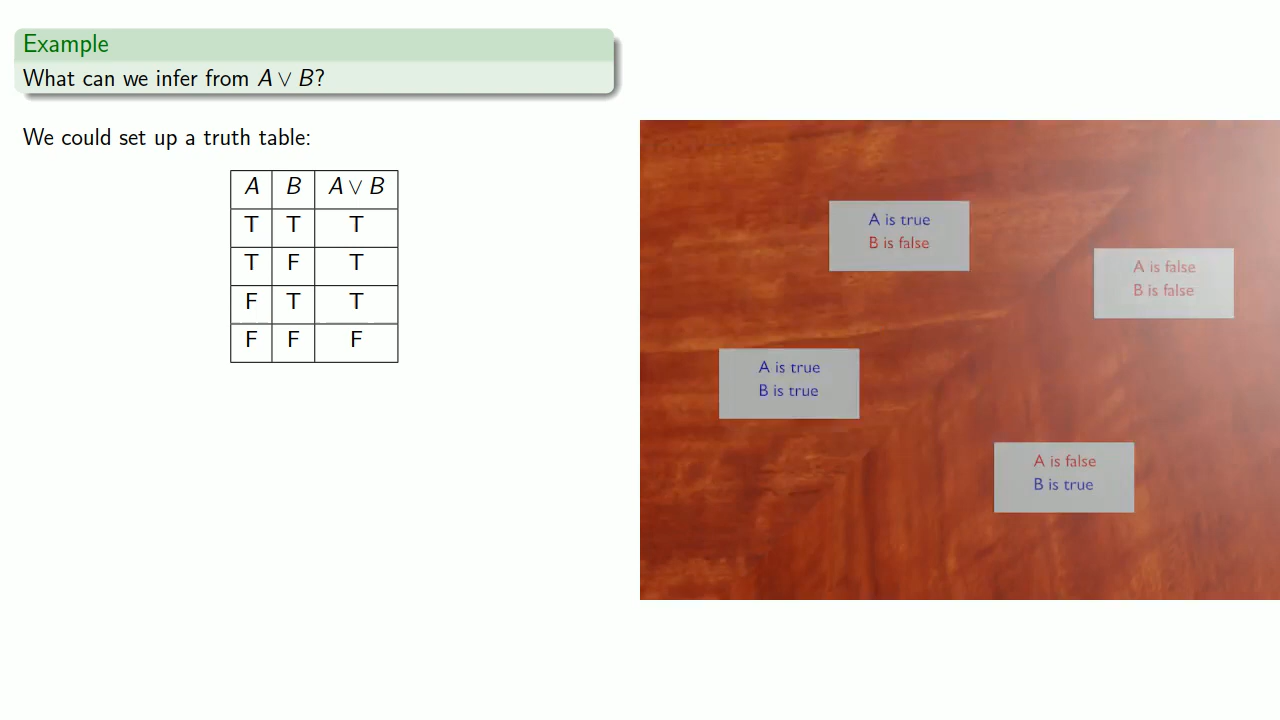 Example
What can we infer from A ∨ B?
We could set up a truth table:
A B A ∨ B
T T T
T F T
F T T
F F F
A is true
B is false
A is false
B is false
A is true
B is true
A is false
B is true